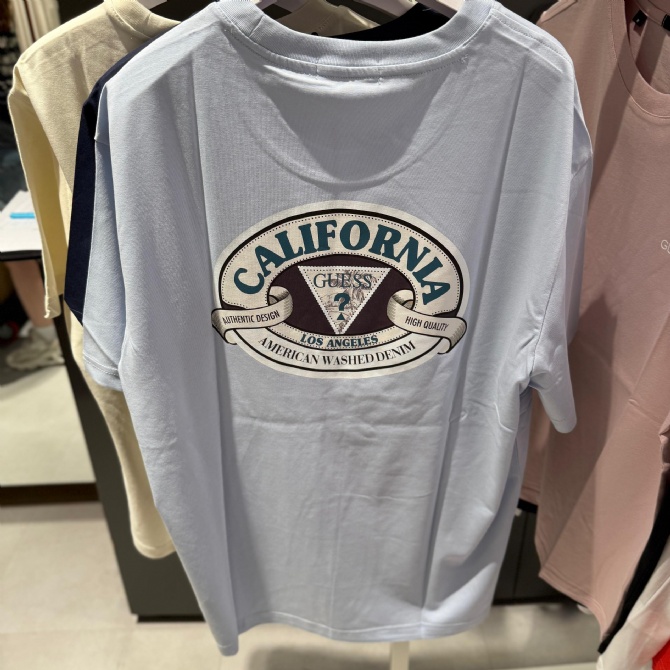 CALIFORNIA
GUESS
?
AUTHENTIC DESIGN
HIGH QUALITY
LOS ANGELES
AMERICAN WASHED DENIM